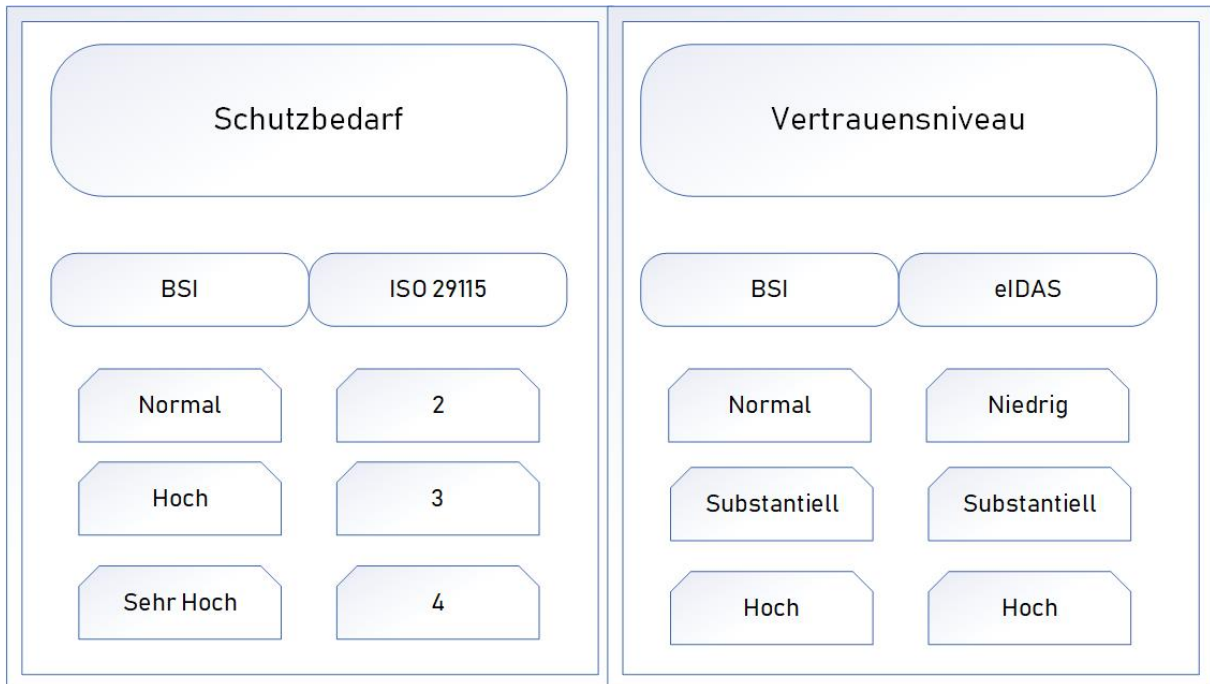 Schutzbedarf
BSI
ISO 29115
Normal
2
Hoch
3
Sehr Hoch
4
Vertrauensniveau
BSI
eIDAS
Normal
Niedrig
Substantiell
Substantiell
Hoch
Hoch